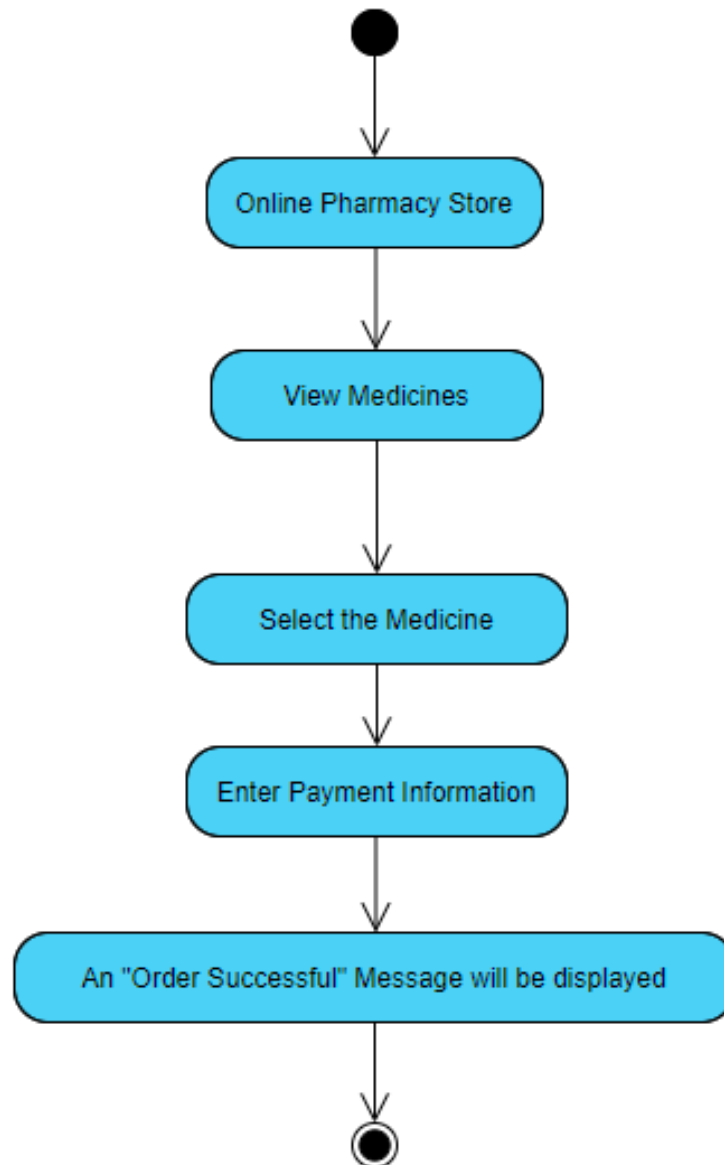 Online Pharmacy Store
View Medicines
Select the Medicine
Enter Payment Information
An "Order Successful" Message will be displayed